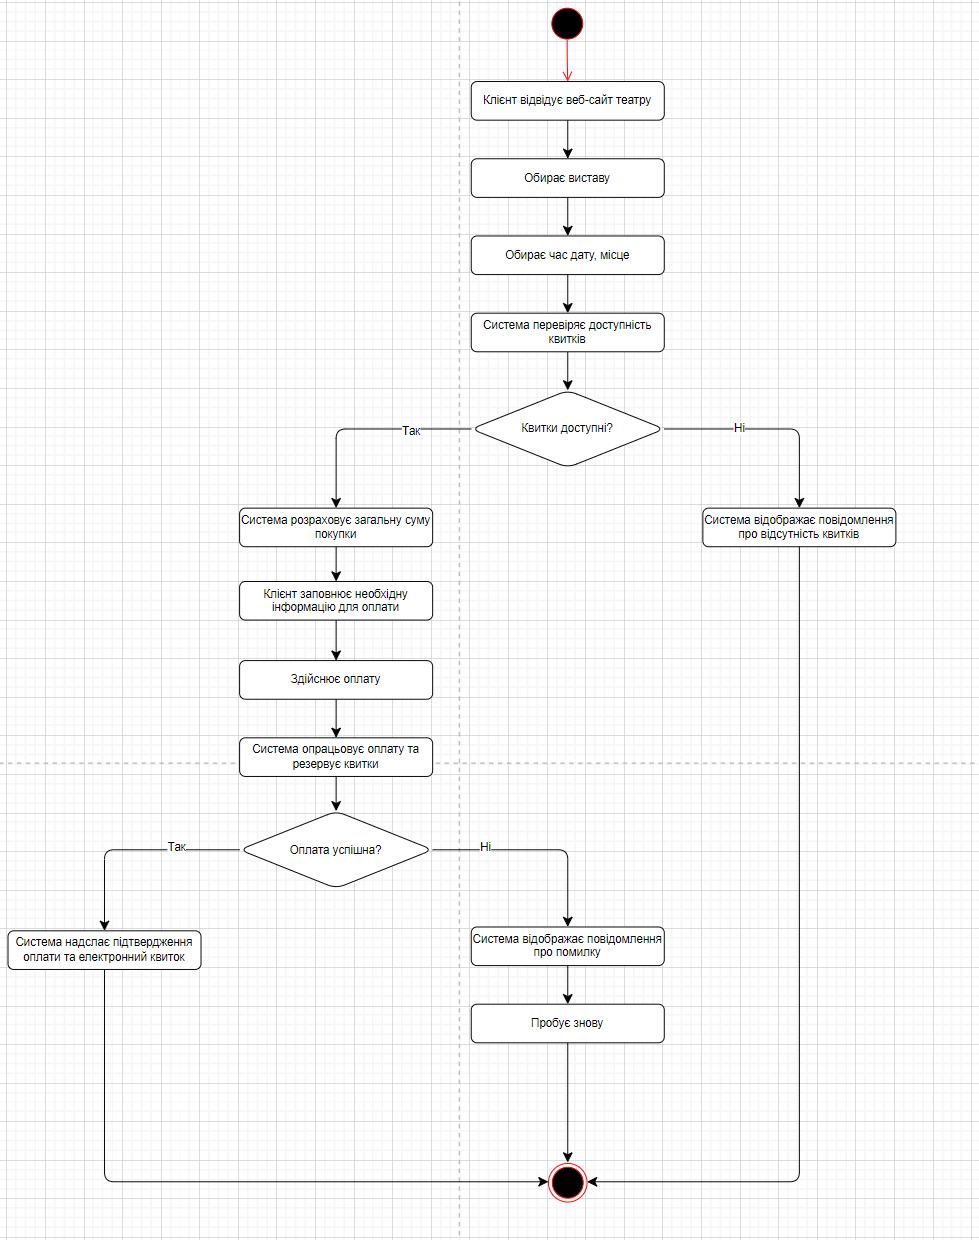 Клієнт відвідує веб-сайт театру
Обирає виставу
Обирає час дату, місце
Система перевіряє доступність
квитків
Квитки доступні?
Так
Ні
Система розраховує загальну суму
покупки
Система відображає повідомлення
про відсутність квитків
Клієнт заповнює необхідну
інформацію для оплати
Здійснює оплату
Система опрацьовує оплату та
резервує квитки
Оплата успішна?
Так
Ні
Система надслає підтвердження
оплати та електронний квиток
Система відображає повідомлення
про помилку
Пробує знову